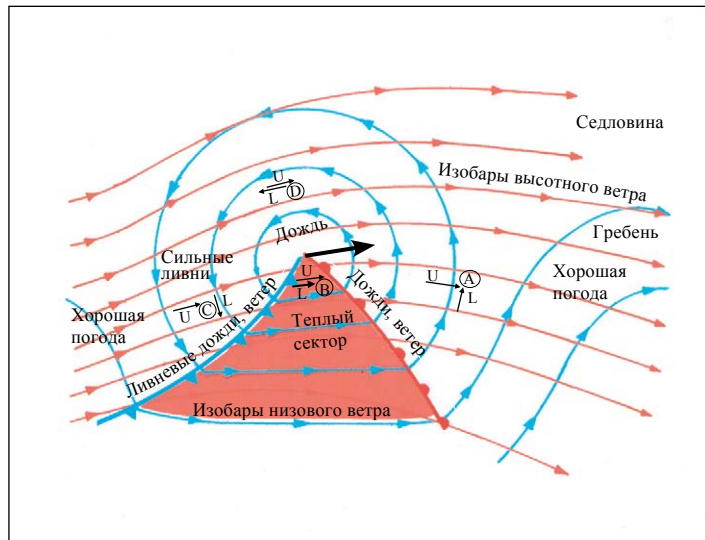 Седловина
Изобары высотного ветра
U
L D
Дождь
Гребень
Сильные
ливни
Хорошая
погода
U A
L
U
L B
U C L
Хорошая
погода
Дожди, ветер
Ливневые дожди, ветер
Теплый
сектор
Изобары низового ветра